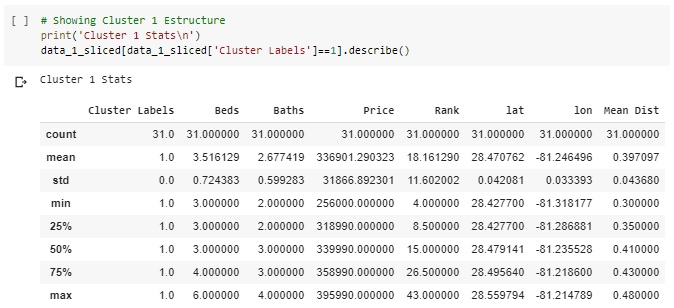 [ ] # Showing Cluster 1 Estructure
print('Cluster 1 Stats\n')
data_1_sliced[data_1_sliced['Cluster Labels']==1].describe()
Cluster 1 Stats
Cluster Labels Beds Baths Price Rank lat lon Mean Dist
count 31.0 31.000000 31.000000 31.000000 31.000000 31.000000 31.000000 31.000000
mean 1.0 3.516129 2.677419 336901.290323 18.161290 28.470762 -81.246496 0.397097
std 0.0 0.724383 0.599283 31866.892301 11.602002 0.042081 0.033393 0.043680
min 1.0 3.000000 2.000000 256000.000000 4.000000 28.427700 -81.318177 0.300000
25% 1.0 3.000000 2.000000 318990.000000 8.500000 28.427700 -81.286881 0.350000
50% 1.0 3.000000 3.000000 339990.000000 15.000000 28.479141 -81.235528 0.410000
75% 1.0 4.000000 3.000000 358990.000000 26.500000 28.495640 -81.218600 0.430000
max 1.0 6.000000 4.000000 395990.000000 43.000000 28.559794 -81.214789 0.480000